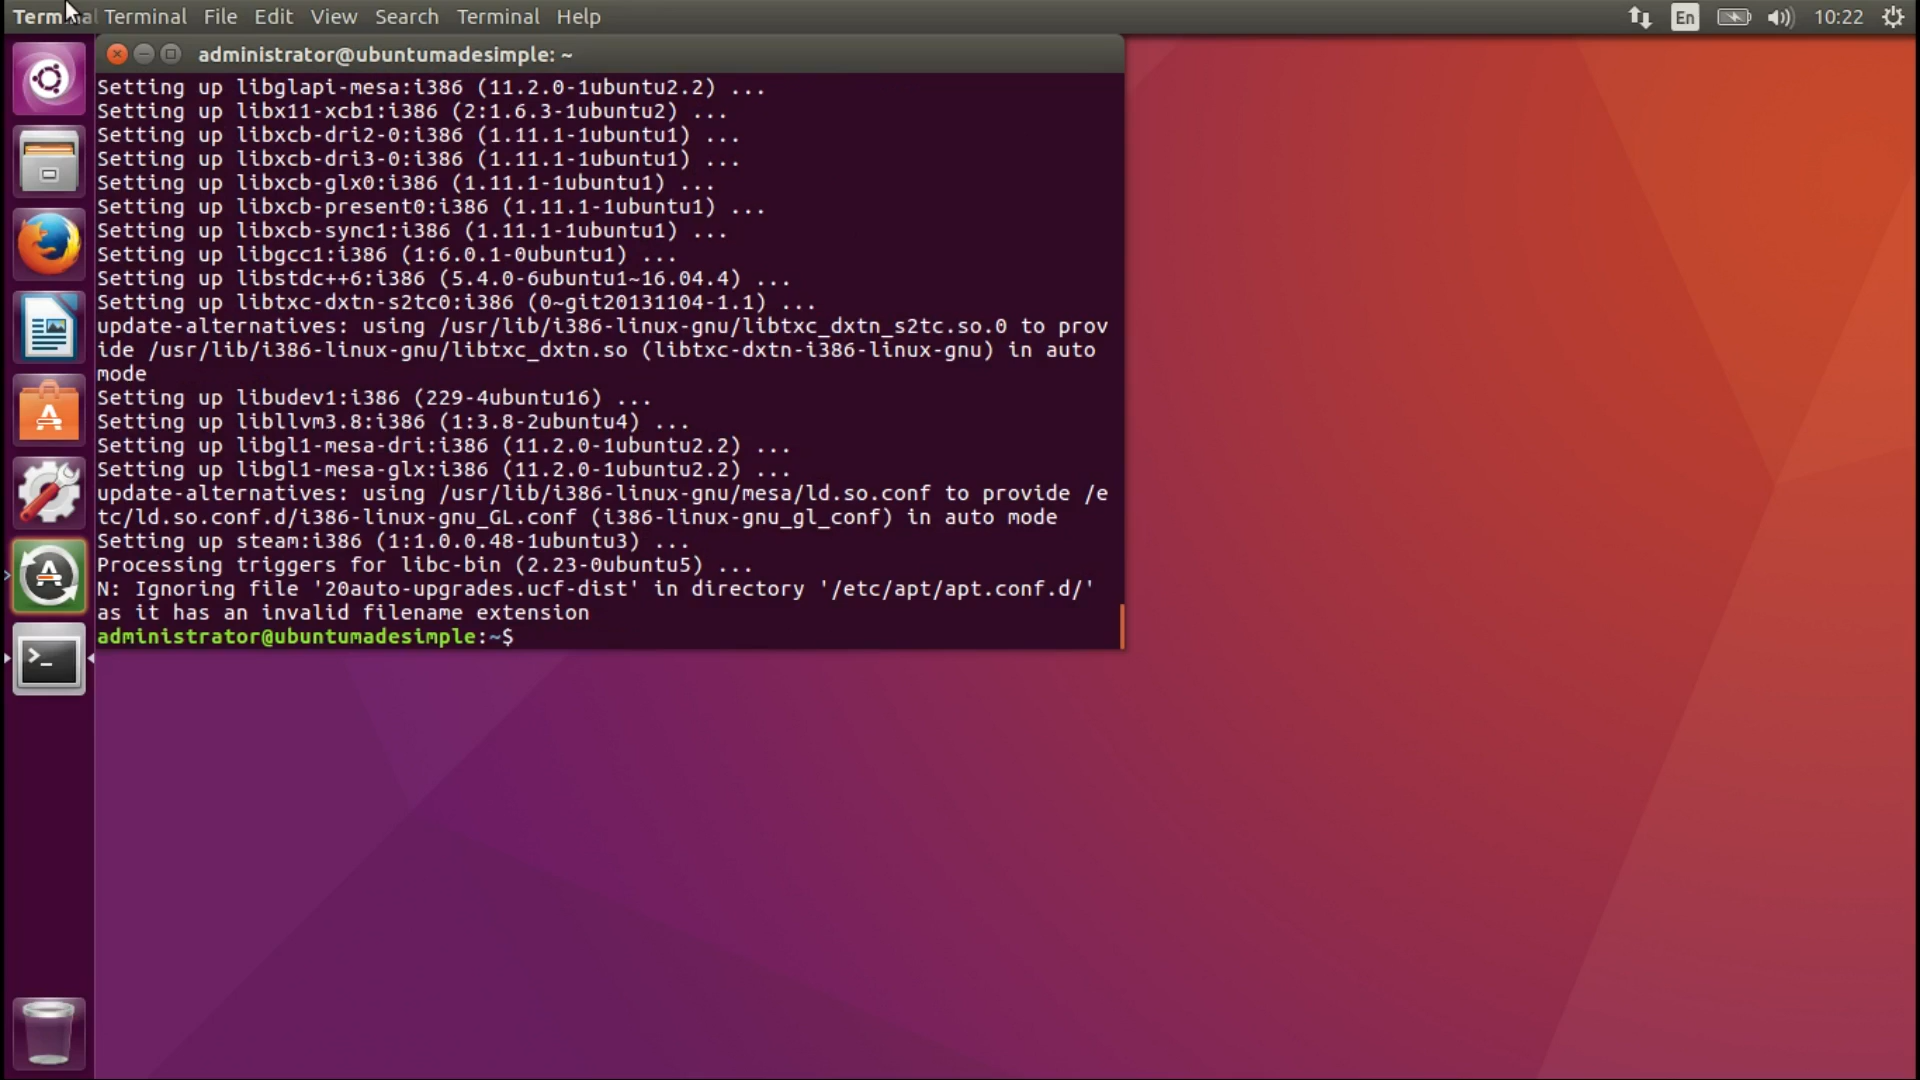 Terminal Terminal File Edit View Search Terminal Help En 10:22
administrator@ubuntumadesimple: ~
Setting up libglapi-mesa:i386 (11.2.0-1ubuntu2.2) ...
Setting up libx11-xcb1:i386 (2:1.6.3-1ubuntu2) ...
Setting up libxcb-dri2-0:i386 (1.11.1-1ubuntu1) ...
Setting up libxcb-dri3-0:i386 (1.11.1-1ubuntu1) ...
Setting up libxcb-glx0:i386 (1.11.1-1ubuntu1) ...
Setting up libxcb-present0:i386 (1.11.1-1ubuntu1) ...
Setting up libxcb-sync1:i386 (1.11.1-1ubuntu1) ...
Setting up libgcc1:i386 (1:6.0.1-0ubuntu1) ...
Setting up libstdc++6:i386 (5.4.0-6ubuntu1~16.04.4) ...
Setting up libtxc-dxtn-s2tc0:i386 (0~git20131104-1.1) ...
update-alternatives: using /usr/lib/i386-linux-gnu/libtxc_dxtn_s2tc.so.0 to prov
ide /usr/lib/i386-linux-gnu/libtxc_dxtn.so (libtxc-dxtn-i386-linux-gnu) in auto
mode
Setting up libudev1:i386 (229-4ubuntu16) ...
Setting up libllvm3.8:i386 (1:3.8-2ubuntu4) ...
Setting up libgl1-mesa-dri:i386 (11.2.0-1ubuntu2.2) ...
Setting up libgl1-mesa-glx:i386 (11.2.0-1ubuntu2.2) ...
update-alternatives: using /usr/lib/i386-linux-gnu/mesa/ld.so.conf to provide /e
tc/ld.so.conf.d/i386-linux-gnu_GL.conf (i386-linux-gnu_gl_conf) in auto mode
Setting up steam:i386 (1:1.0.0.48-1ubuntu3) ...
Processing triggers for libc-bin (2.23-0ubuntu5) ...
N: Ignoring file '20auto-upgrades.ucf-dist' in directory '/etc/apt/apt.conf.d/'
as it has an invalid filename extension
administrator@ubuntumadesimple:~$